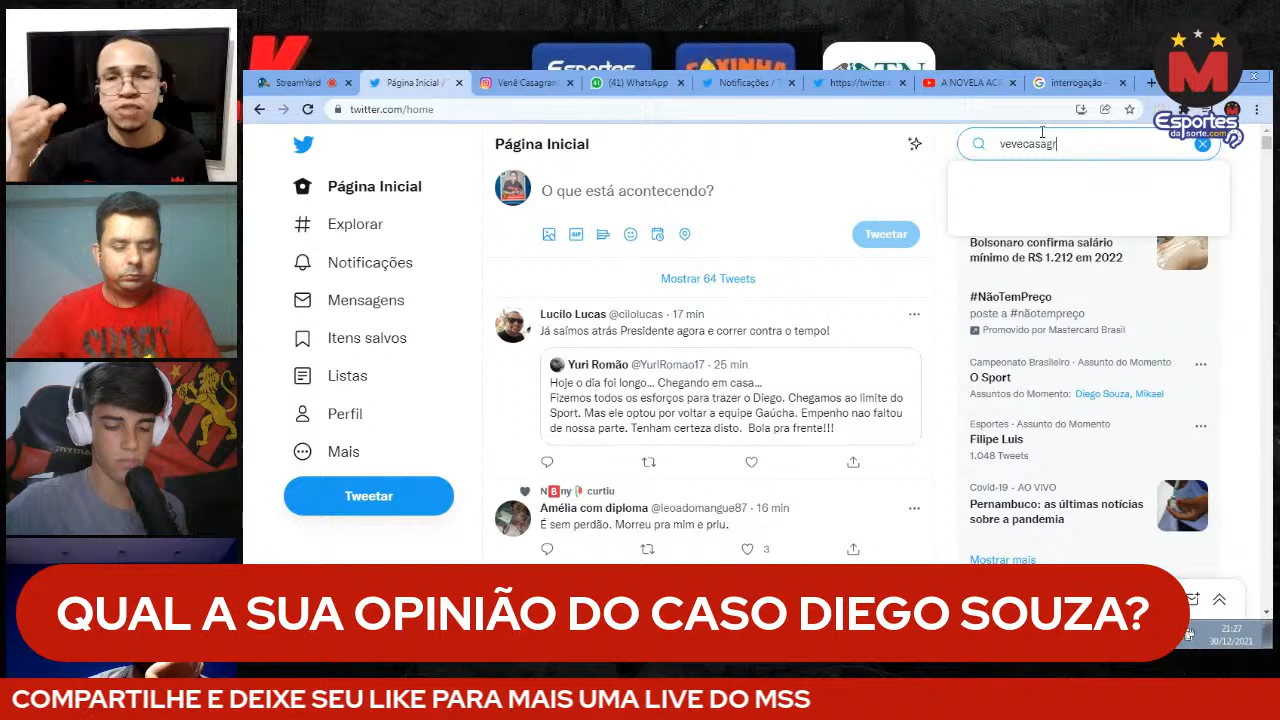 Esportes
COXINHA
StreamYard
Página Inicial / T
Venê Casagram
(41) WhatsApp
Notificações / T
https://twitter.
A NOVELA ACA
interrogação -
twitter.com/home
M
Esportes
da sorte.com
Página Inicial
vevecasagr
Página Inicial
O que está acontecendo?
Explorar
GIF
Tweetar
Notificações
Bolsonaro confirma salário
mínimo de R$ 1.212 em 2022
Mostrar 64 Tweets
Mensagens
#NãoTemPreço
poste a #nãotempreço
Promovido por Mastercard Brasil
Lucilo Lucas @cilolucas · 17 min
Já saímos atrás Presidente agora e correr contra o tempo!
Itens salvos
Campeonato Brasileiro · Assunto do Momento
O Sport
Assuntos do Momento: Diego Souza, Mikael
Yuri Romão @YuriRomao17 · 25 min
Hoje o dia foi longo... Chegando em casa...
Fizemos todos os esforços para trazer o Diego. Chegamos ao limite do
Sport. Mas ele optou por voltar a equipe Gaúcha. Empenho nao faltou
de nossa parte. Tenham certeza disto. Bola pra frente!!!
Listas
Perfil
Esportes · Assunto do Momento
Filipe Luis
1.048 Tweets
Mais
Tweetar
Covid-19 · AO VIVO
Pernambuco: as últimas notícias
sobre a pandemia
NBny curtiu
Amélia com diploma @leoadomangue87 · 16 min
É sem perdão. Morreu pra mim e priu.
3
Mostrar mais
QUAL A SUA OPINIÃO DO CASO DIEGO SOUZA?
21:27
30/12/2021
COMPARTILHE E DEIXE SEU LIKE PARA MAIS UMA LIVE DO MSS